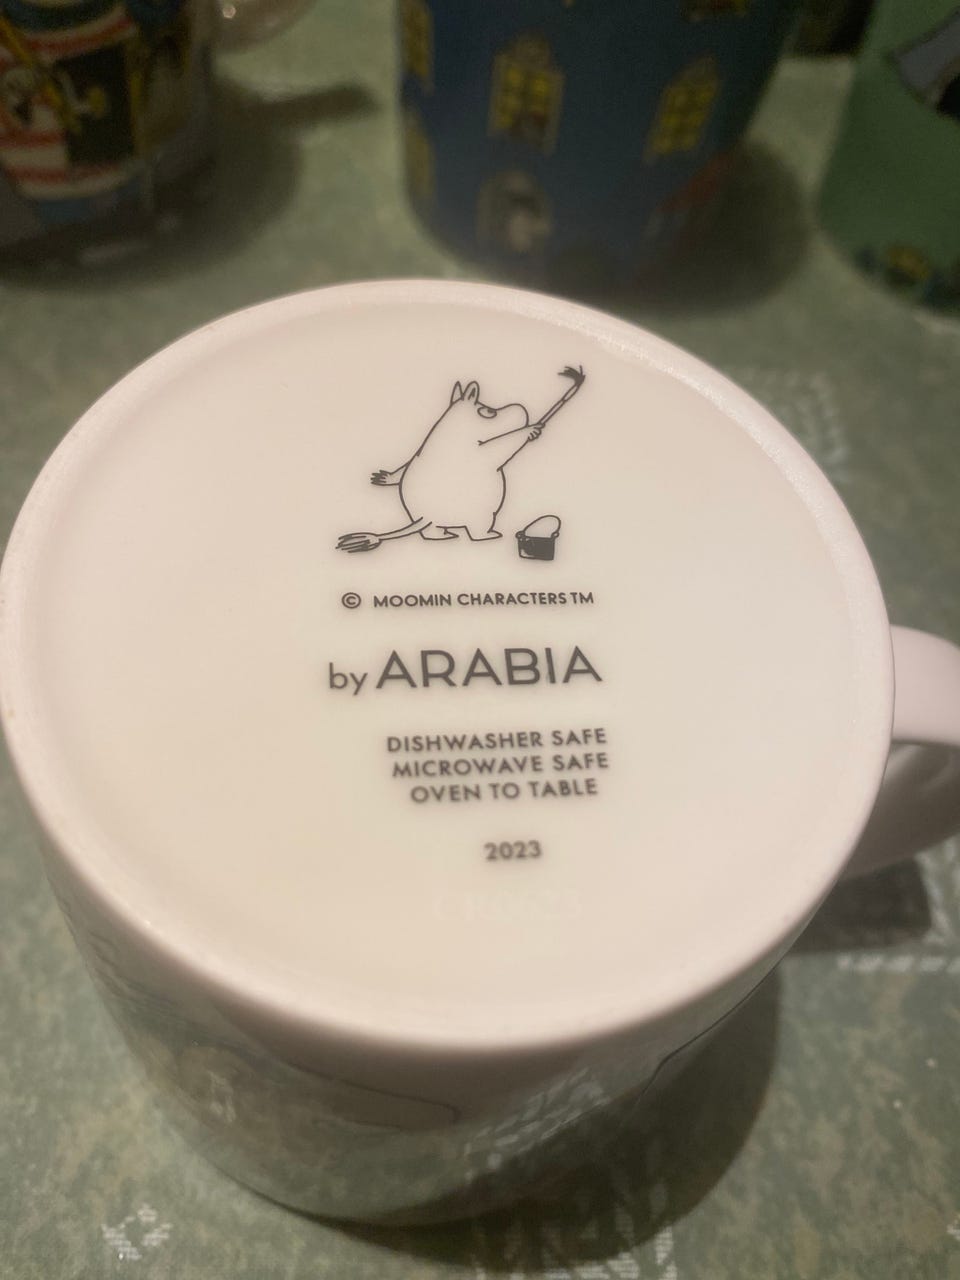 © MOOMIN CHARACTERS TM
by ARABIA
DISHWASHER SAFE
MICROWAVE SAFE
OVEN TO TABLE
2023